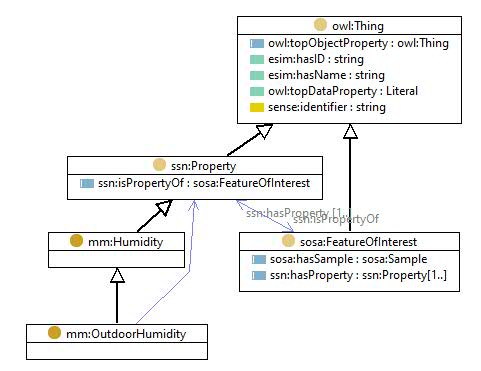 owl:Thing
owl:topObjectProperty : owl:Thing
esim:hasID : string
esim:hasName : string
owl:topDataProperty : Literal
sense:identifier : string
ssn:Property
ssn:isPropertyOf : sosa:FeatureOfInterest
ssn:hasProperty [1..
ssn:isPropertyOf
mm:Humidity
sosa:FeatureOfInterest
sosa:hasSample : sosa:Sample
ssn:hasProperty : ssn:Property[1..]
mm:OutdoorHumidity